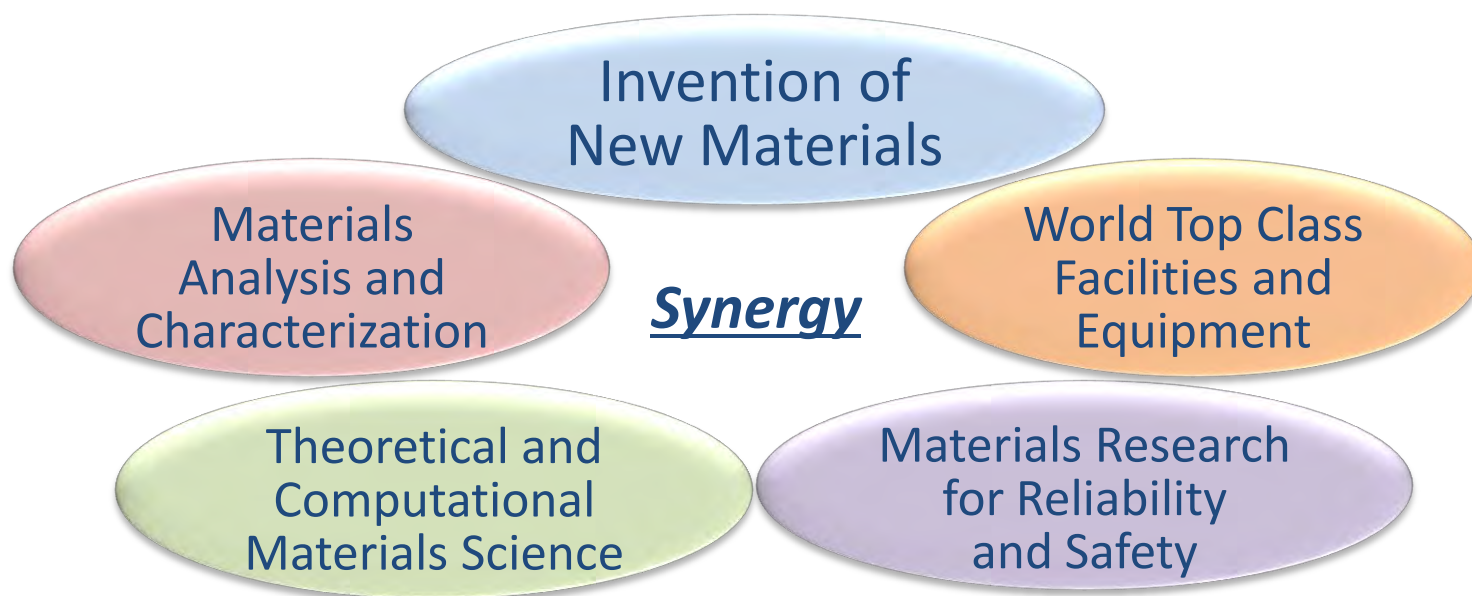 Invention of
New Materials
Materials
Analysis and
Characterization
World Top Class
Facilities and
Equipment
Synergy
Theoretical and
Computational
Materials Science
Materials Research
for Reliability
and Safety